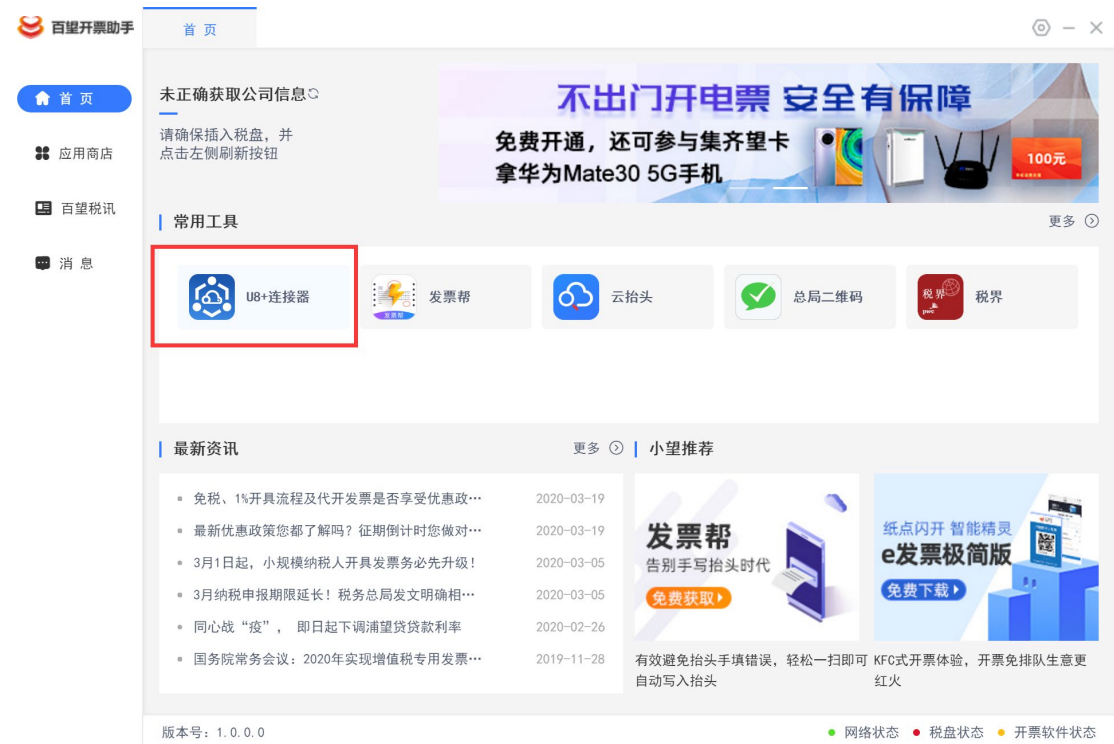 百望开票助手
首 页
首 页
应用商店
百望税讯
消 息
未正确获取公司信息
请确保插入税盘，并
点击左侧刷新按钮
不出门开电票 安全有保障
免费开通，还可参与集齐望卡
拿华为Mate30 5G手机
100元
常用工具
更多
U8+连接器
发票帮
发票帮
云抬头
总局二维码
税界
pwc
税界
最新资讯
更多
免税、1%开具流程及代开发票是否享受优惠政…
2020-03-19
最新优惠政策您都了解吗？征期倒计时您做对…
2020-03-19
3月1日起，小规模纳税人开具发票务必先升级！
2020-03-05
3月纳税申报期限延长！税务总局发文明确相…
2020-03-05
同心战“疫”， 即日起下调浦望贷贷款利率
2020-02-26
国务院常务会议：2020年实现增值税专用发票…
2019-11-28
小望推荐
发票帮
告别手写抬头时代
免费获取
有效避免抬头手填错误，轻松一扫即可
自动写入抬头
纸点闪开 智能精灵
e发票极简版
免费下载
KFC式开票体验，开票免排队生意更
红火
版本号：1.0.0.0
网络状态
税盘状态
开票软件状态